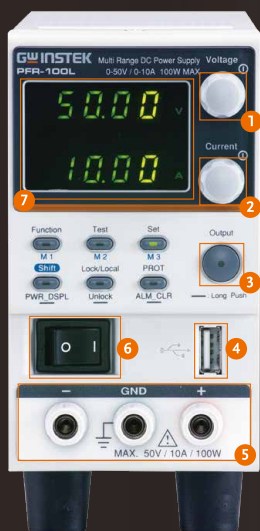 GWINSTEK Multi Range DC Power Supply Voltage
PFR-100L 0-50V / 0-10A 100W MAX
1
50.00 V
Current
10.00 A
7
2
Function Test Set Output
M 1 M 2 M 3
3
Shift Lock/Local PROT
PWR_DSPL Unlock ALM_CLR Long Push
O I
6
4
− GND +
MAX. 50V / 10A / 100W
5